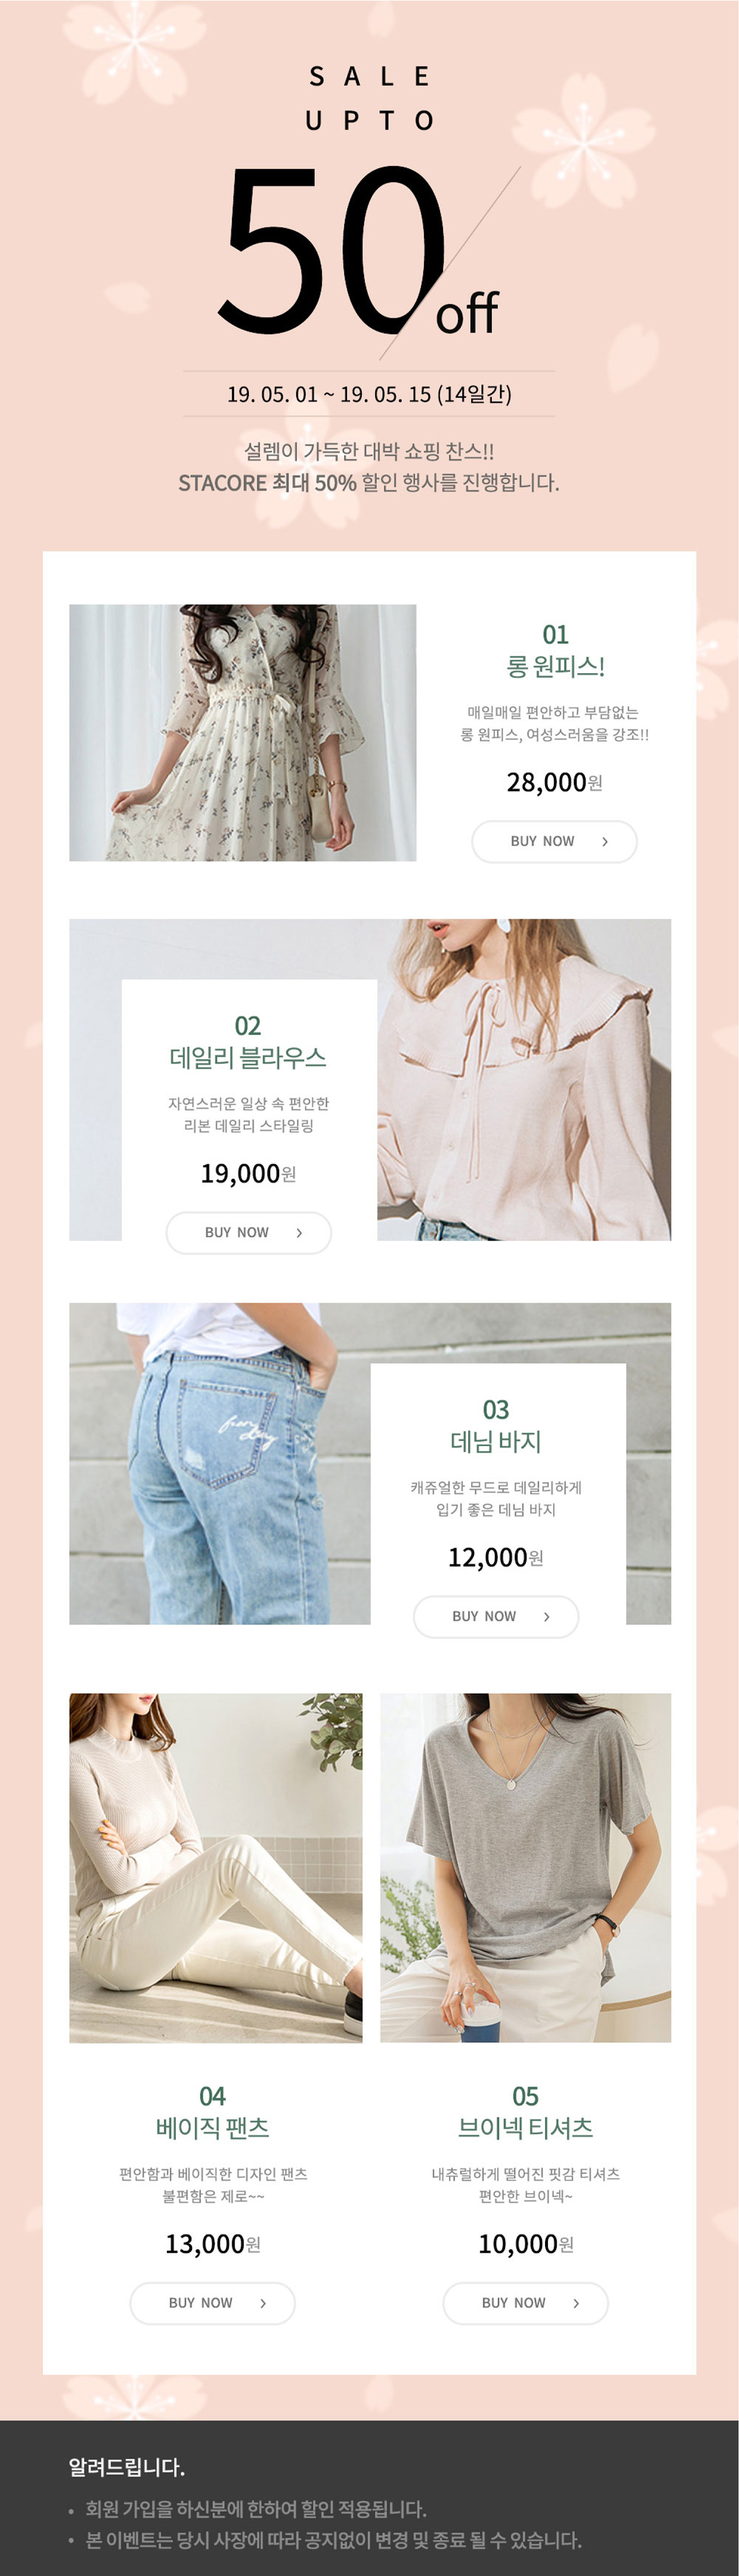 SALE
UPTO
50
off
19. 05. 01 ~ 19. 05. 15 (14일간)
설렘이 가득한 대박 쇼핑 찬스!!
STACORE 최대 50% 할인 행사를 진행합니다.
01
롱 원피스!
매일매일 편안하고 부담없는
롱 원피스, 여성스러움을 강조!!
28,000원
BUY NOW >
02
데일리 블라우스
자연스러운 일상 속 편안한
리본 데일리 스타일링
19,000원
BUY NOW >
03
데님 바지
캐쥬얼한 무드로 데일리하게
입기 좋은 데님 바지
12,000원
BUY NOW >
04
베이직 팬츠
편안함과 베이직한 디자인 팬츠
불편함은 제로~~
13,000원
BUY NOW >
05
브이넥 티셔츠
내츄럴하게 떨어진 핏감 티셔츠
편안한 브이넥~
10,000원
BUY NOW >
알려드립니다.
• 회원 가입을 하신분에 한하여 할인 적용됩니다.
• 본 이벤트는 당시 사장에 따라 공지없이 변경 및 종료 될 수 있습니다.